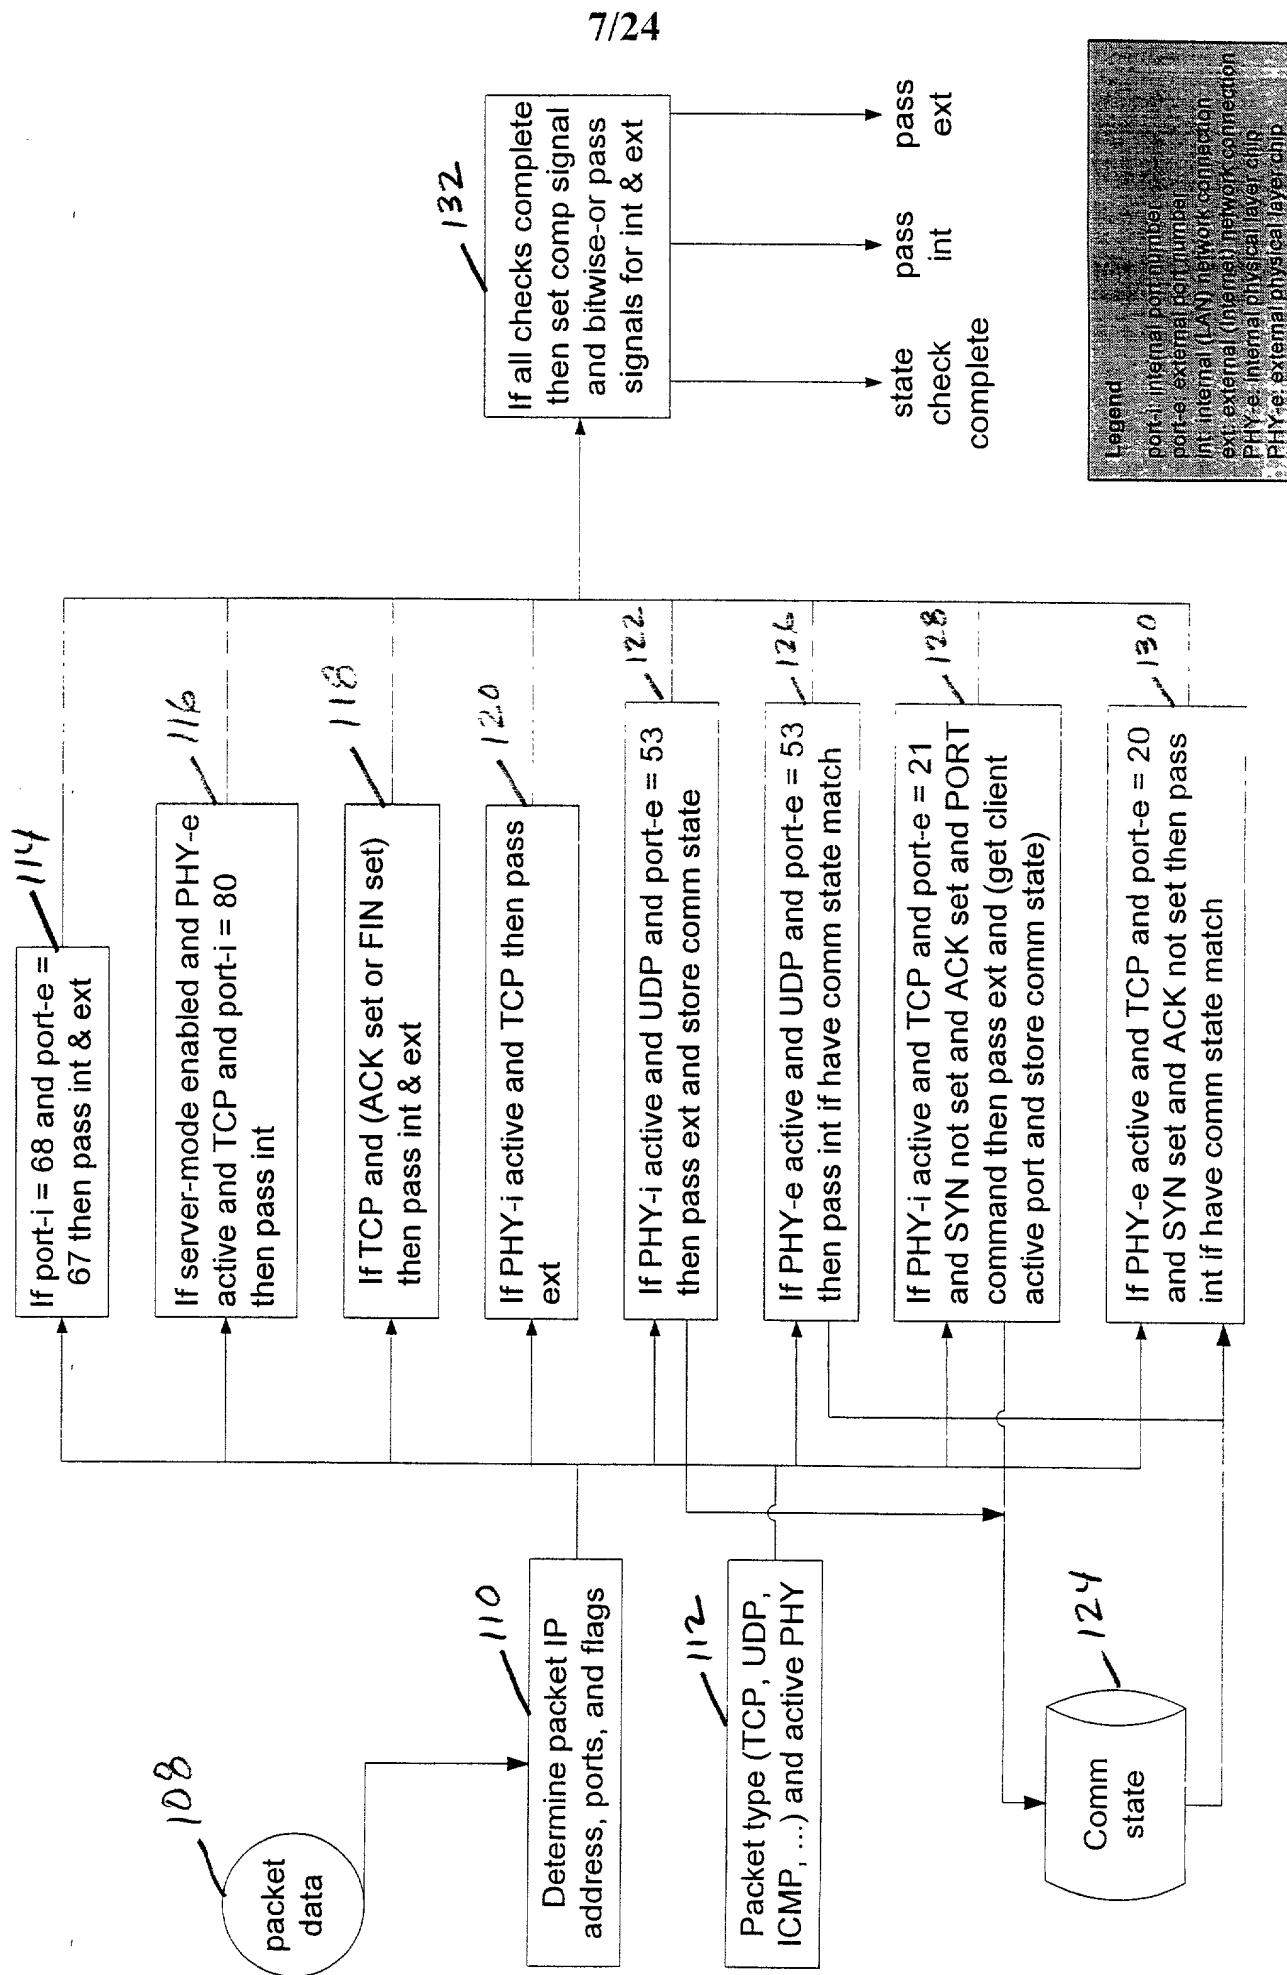 7/24
108
packet
data
110
Determine packet IP
address, ports, and flags
112
Packet type (TCP, UDP,
ICMP, ...) and active PHY
124
Comm
state
114
If port-i = 68 and port-e =
67 then pass int & ext
116
If server-mode enabled and PHY-e
active and TCP and port-i = 80
then pass int
118
If TCP and (ACK set or FIN set)
then pass int & ext
120
If PHY-i active and TCP then pass
ext
122
If PHY-i active and UDP and port-e = 53
then pass ext and store comm state
126
If PHY-e active and UDP and port-e = 53
then pass int if have comm state match
128
If PHY-i active and TCP and port-e = 21
and SYN not set and ACK set and PORT
command then pass ext and (get client
active port and store comm state)
130
If PHY-e active and TCP and port-e = 20
and SYN set and ACK not set then pass
int if have comm state match
132
If all checks complete
then set comp signal
and bitwise-or pass
signals for int & ext
state
check
complete
pass
int
pass
ext
Legend
port-i: internal port number
port-e: external port number
int: internal (LAN) network connection
ext: external (Internet) network connection
PHY-e: internal physical layer chip
PHY-e: external physical layer chip